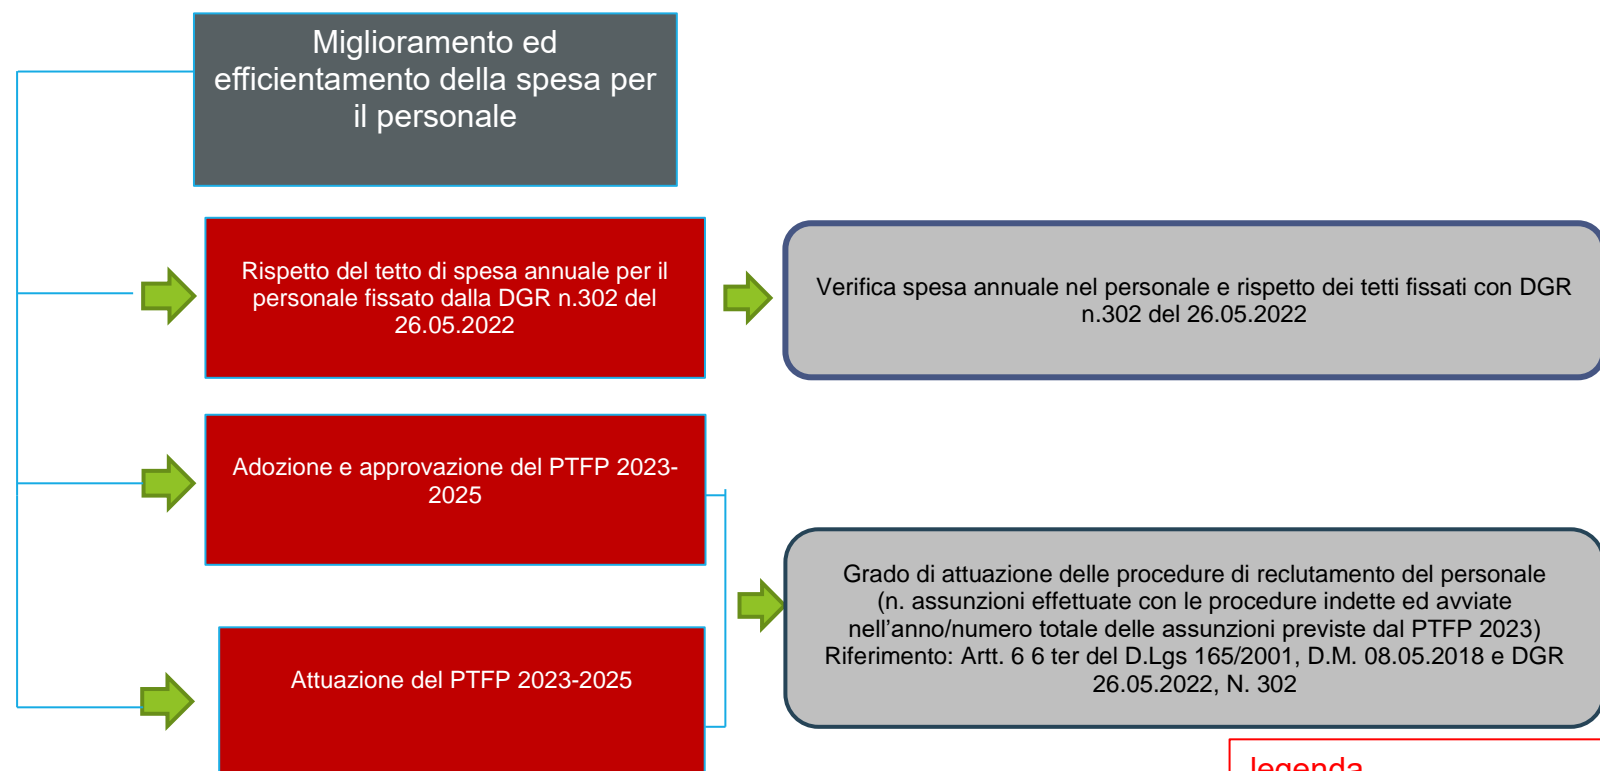 Miglioramento ed
efficientamento della spesa per
il personale
Rispetto del tetto di spesa annuale per il
personale fissato dalla DGR n.302 del
26.05.2022
Verifica spesa annuale nel personale e rispetto dei tetti fissati con DGR
n.302 del 26.05.2022
Adozione e approvazione del PTFP 2023-
2025
Grado di attuazione delle procedure di reclutamento del personale
(n. assunzioni effettuate con le procedure indette ed avviate
nell’anno/numero totale delle assunzioni previste dal PTFP 2023)
Riferimento: Artt. 6 6 ter del D.Lgs 165/2001, D.M. 08.05.2018 e DGR
26.05.2022, N. 302
Attuazione del PTFP 2023-2025
legenda